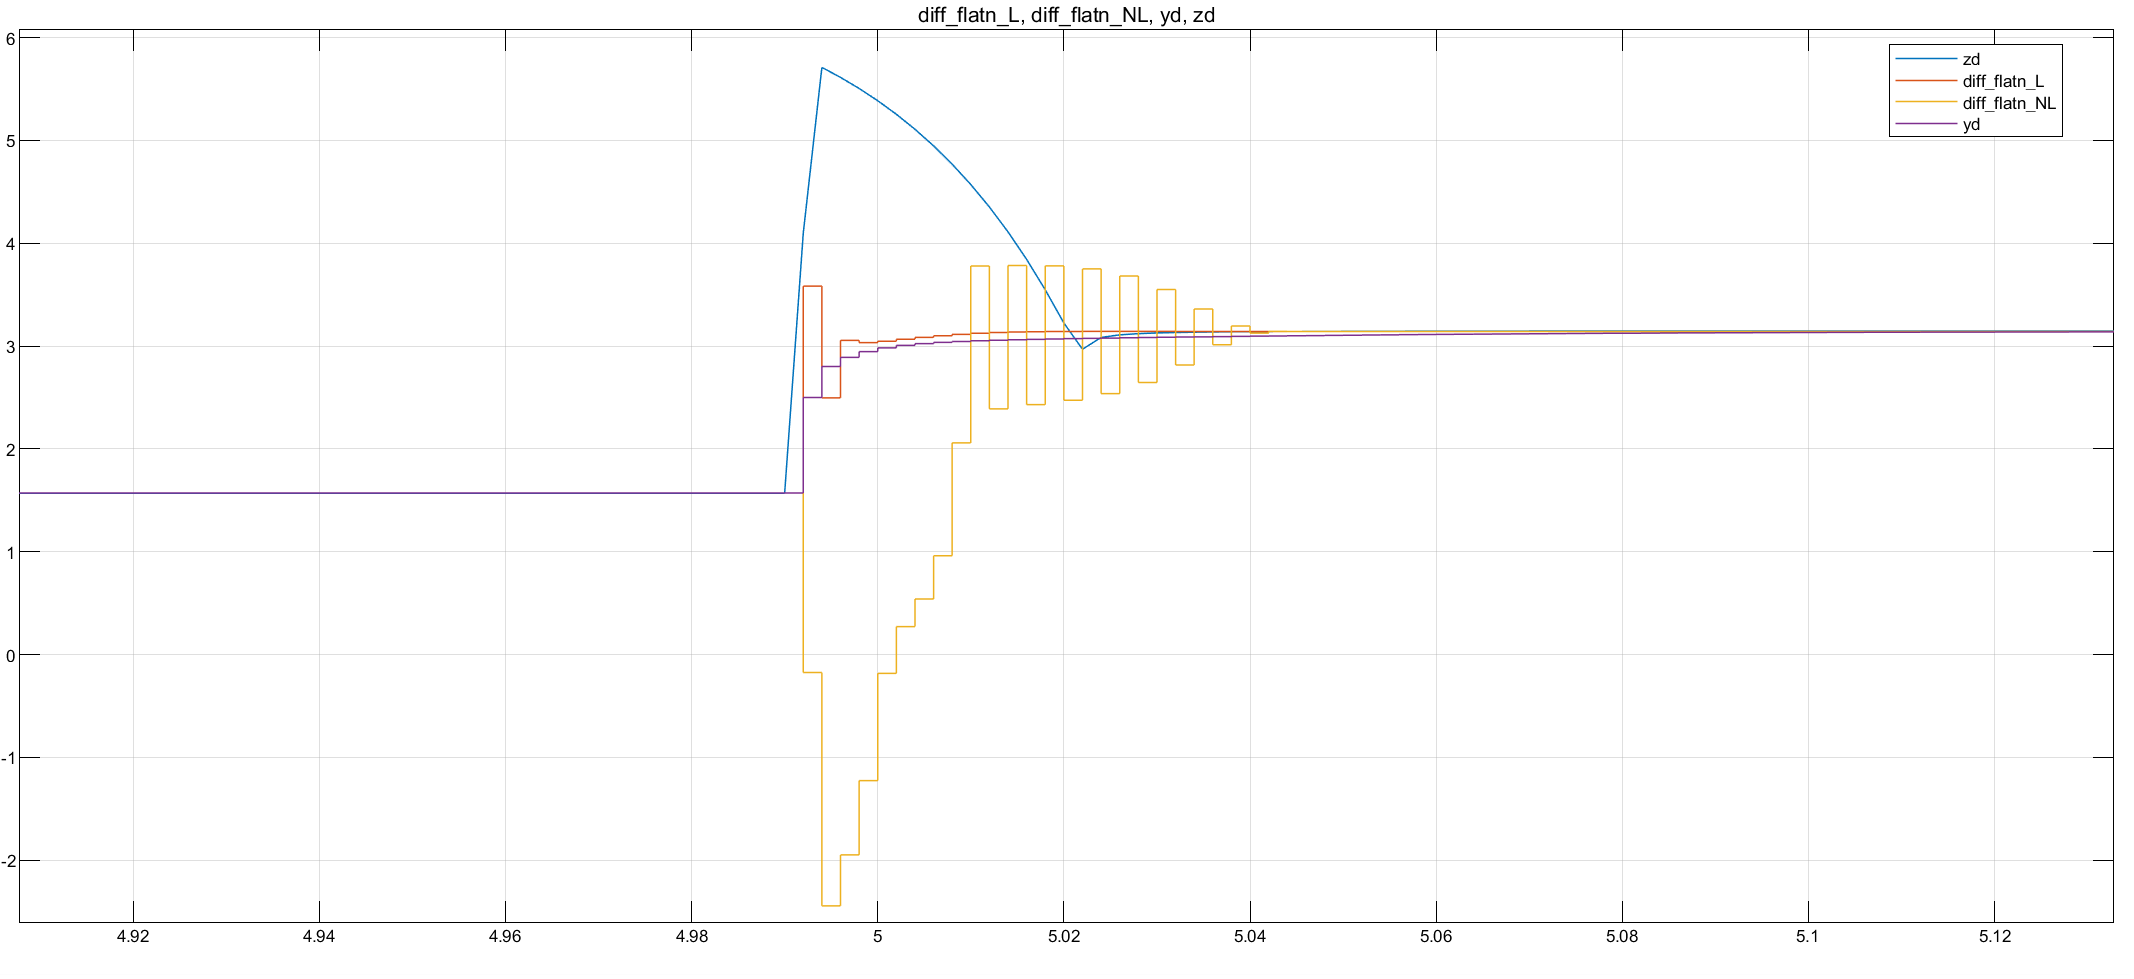 diff_flatn_L, diff_flatn_NL, yd, zd
zd
diff_flatn_L
diff_flatn_NL
yd
6
5
4
3
2
1
0
-1
-2
4.92 4.94 4.96 4.98 5 5.02 5.04 5.06 5.08 5.1 5.12